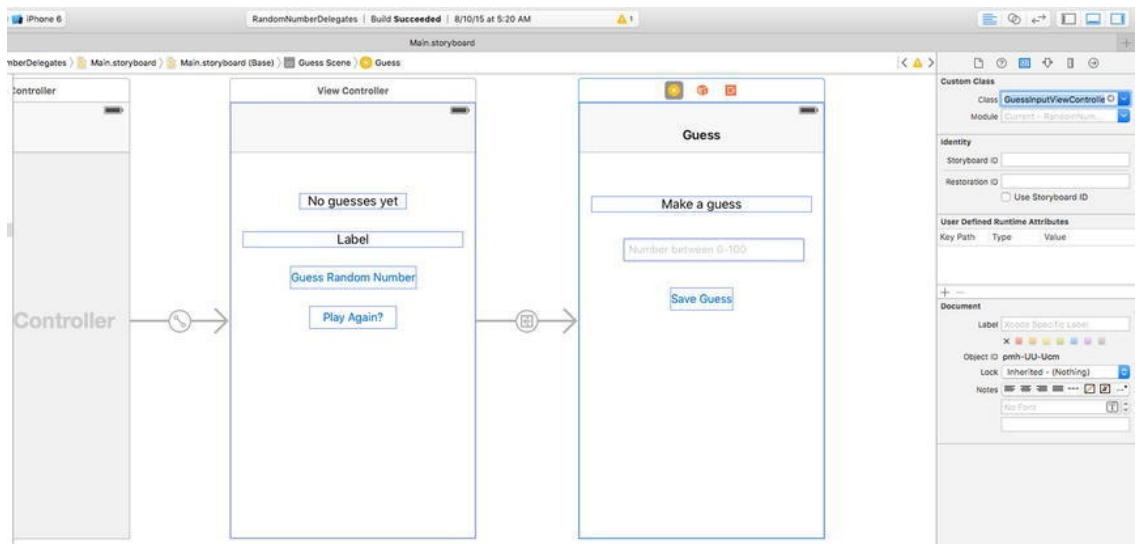 iPhone 6
RandomNumberDelegates | Build Succeeded | 8/10/15 at 5:20 AM
1
Main.storyboard
nberDelegates
Main.storyboard
Main.storyboard (Base)
Guess Scene
Guess
Controller
View Controller
Guess
No guesses yet
Label
Guess Random Number
Play Again?
Controller
Make a guess
Number between 0-100
Save Guess
Custom Class
Class GuessInputViewControlle
Module Current - RandomNum...
Identity
Storyboard ID
Restoration ID
Use Storyboard ID
User Defined Runtime Attributes
Key Path Type Value
Document
Label Xcode Specific Label
Object ID pmh-UU-Ucm
Lock Inherited - (Nothing)
Notes
No Font